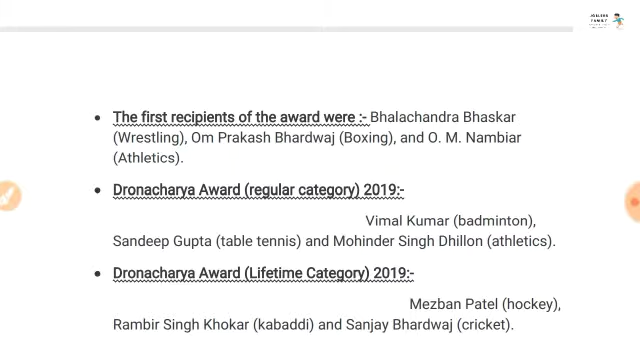 JOBLESS
FAMILY
The first recipients of the award were :- Bhalachandra Bhaskar
(Wrestling), Om Prakash Bhardwaj (Boxing), and O. M. Nambiar
(Athletics).
Dronacharya Award (regular category) 2019:-
Vimal Kumar (badminton),
Sandeep Gupta (table tennis) and Mohinder Singh Dhillon (athletics).
Dronacharya Award (Lifetime Category) 2019:-
Mezban Patel (hockey),
Rambir Singh Khokar (kabaddi) and Sanjay Bhardwaj (cricket).